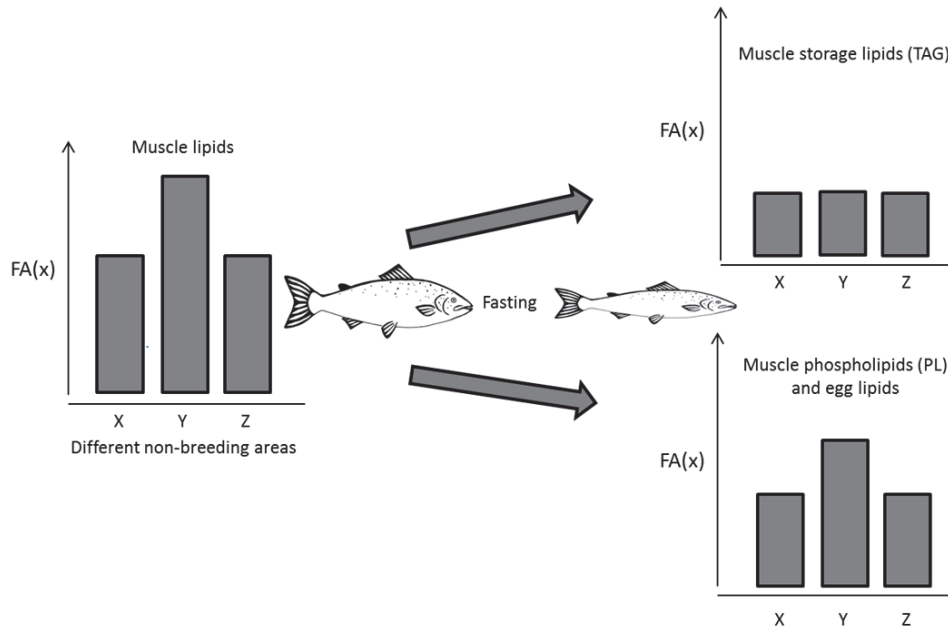 Muscle lipids
FA(x)
X Y Z
Different non-breeding areas
Fasting
Muscle storage lipids (TAG)
FA(x)
X Y Z
Muscle phospholipids (PL)
and egg lipids
FA(x)
X Y Z